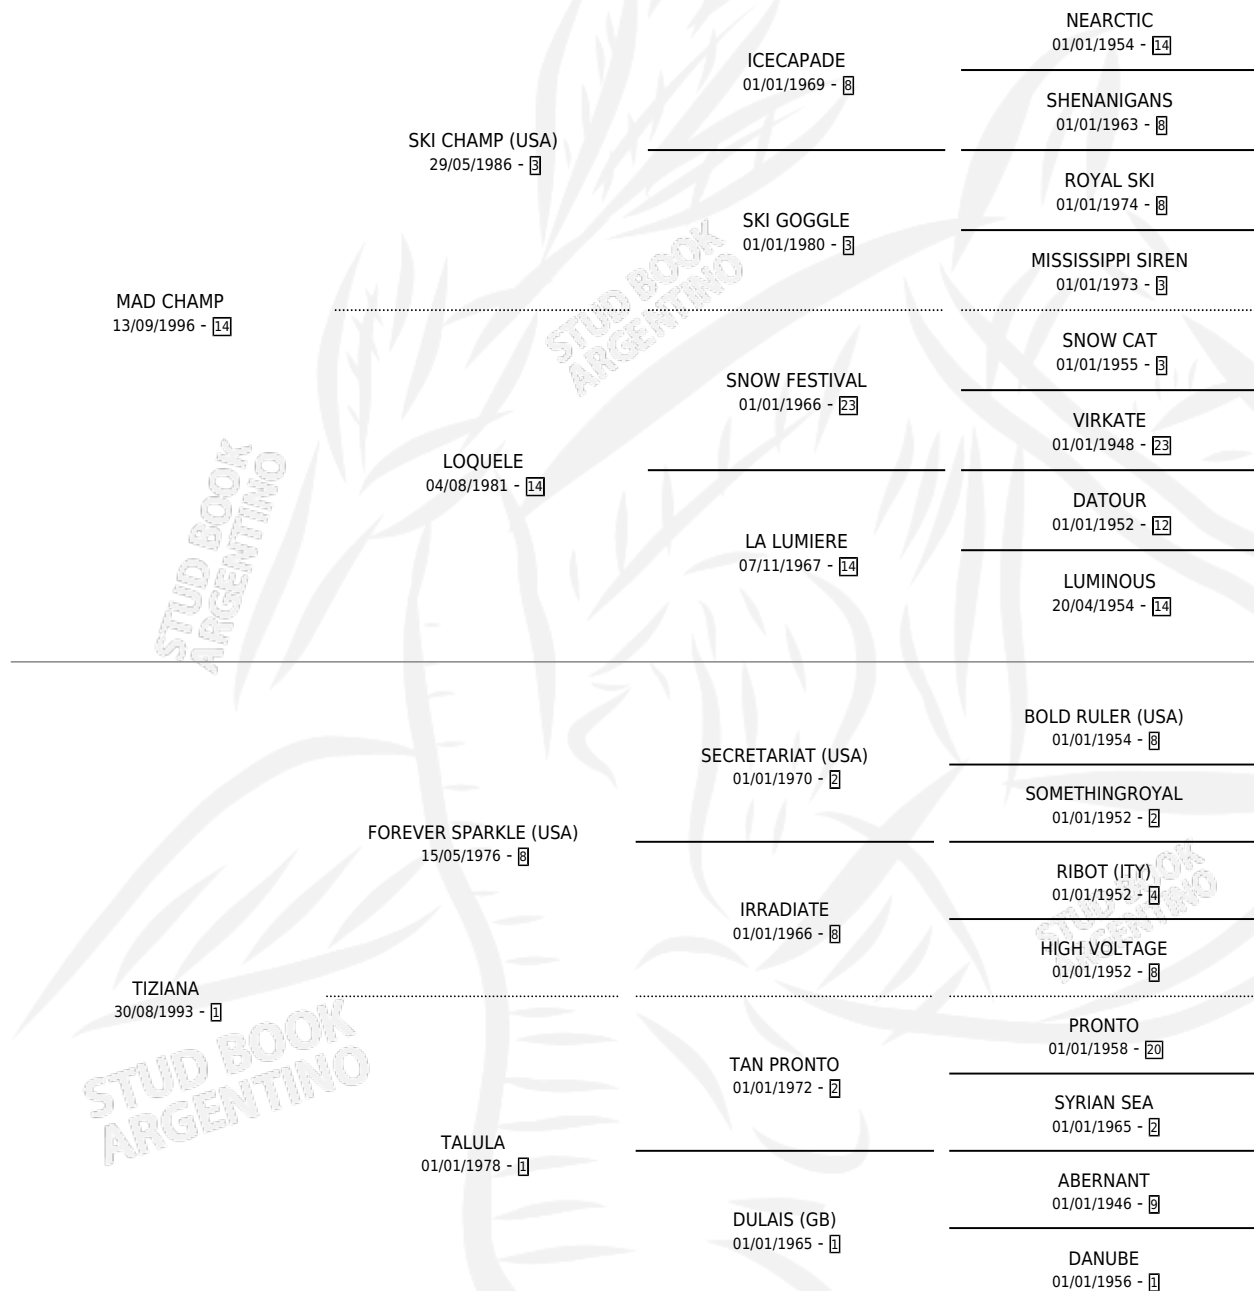 NEARCTIC
01/01/1954 - 14
ICECAPADE
01/01/1969 - 8
SHENANIGANS
01/01/1963 - 8
SKI CHAMP (USA)
29/05/1986 - 3
ROYAL SKI
01/01/1974 - 8
SKI GOGGLE
01/01/1980 - 3
MISSISSIPPI SIREN
01/01/1973 - 3
MAD CHAMP
13/09/1996 - 14
SNOW CAT
01/01/1955 - 3
SNOW FESTIVAL
01/01/1966 - 23
VIRKATE
01/01/1948 - 23
LOQUELE
04/08/1981 - 14
DATOUR
01/01/1952 - 12
LA LUMIERE
07/11/1967 - 14
LUMINOUS
20/04/1954 - 14
BOLD RULER (USA)
01/01/1954 - 8
SECRETARIAT (USA)
01/01/1970 - 2
SOMETHINGROYAL
01/01/1952 - 2
FOREVER SPARKLE (USA)
15/05/1976 - 8
RIBOT (ITY)
01/01/1952 - 4
IRRADIATE
01/01/1966 - 8
HIGH VOLTAGE
01/01/1952 - 8
TIZIANA
30/08/1993 - 1
PRONTO
01/01/1958 - 20
TAN PRONTO
01/01/1972 - 2
SYRIAN SEA
01/01/1965 - 2
TALULA
01/01/1978 - 1
ABERNANT
01/01/1946 - 9
DULAIS (GB)
01/01/1965 - 1
DANUBE
01/01/1956 - 1
STUD BOOK
ARGENTINO
STUD BOOK
ARGENTINO
STUD BOOK
ARGENTINO
STUD BOOK
ARGENTINO